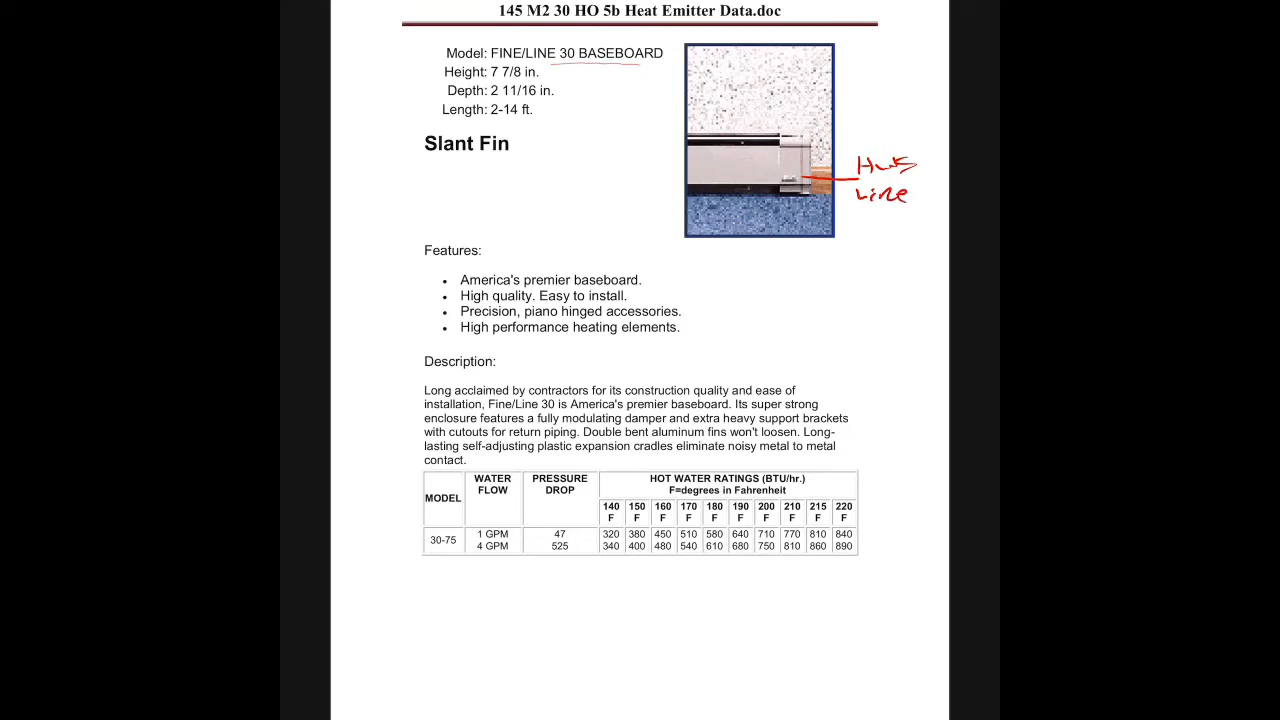 145 M2 30 HO 5b Heat Emitter Data.doc
Model: FINE/LINE 30 BASEBOARD
Height: 7 7/8 in.
Depth: 2 11/16 in.
Length: 2-14 ft.
Slant Fin
Line
Features:
• America's premier baseboard.
• High quality. Easy to install.
• Precision, piano hinged accessories.
• High performance heating elements.
Description:
Long acclaimed by contractors for its construction quality and ease of
installation, Fine/Line 30 is America's premier baseboard. Its super strong
enclosure features a fully modulating damper and extra heavy support brackets
with cutouts for return piping. Double bent aluminum fins won't loosen. Long-
lasting self-adjusting plastic expansion cradles eliminate noisy metal to metal
contact.
MODEL WATER FLOW PRESSURE DROP HOT WATER RATINGS (BTU/hr.)
F=degrees in Fahrenheit
140 F 150 F 160 F 170 F 180 F 190 F 200 F 210 F 215 F 220 F
30-75 1 GPM 47 320 380 450 510 580 640 710 770 810 840
4 GPM 525 340 400 480 540 610 680 750 810 860 890